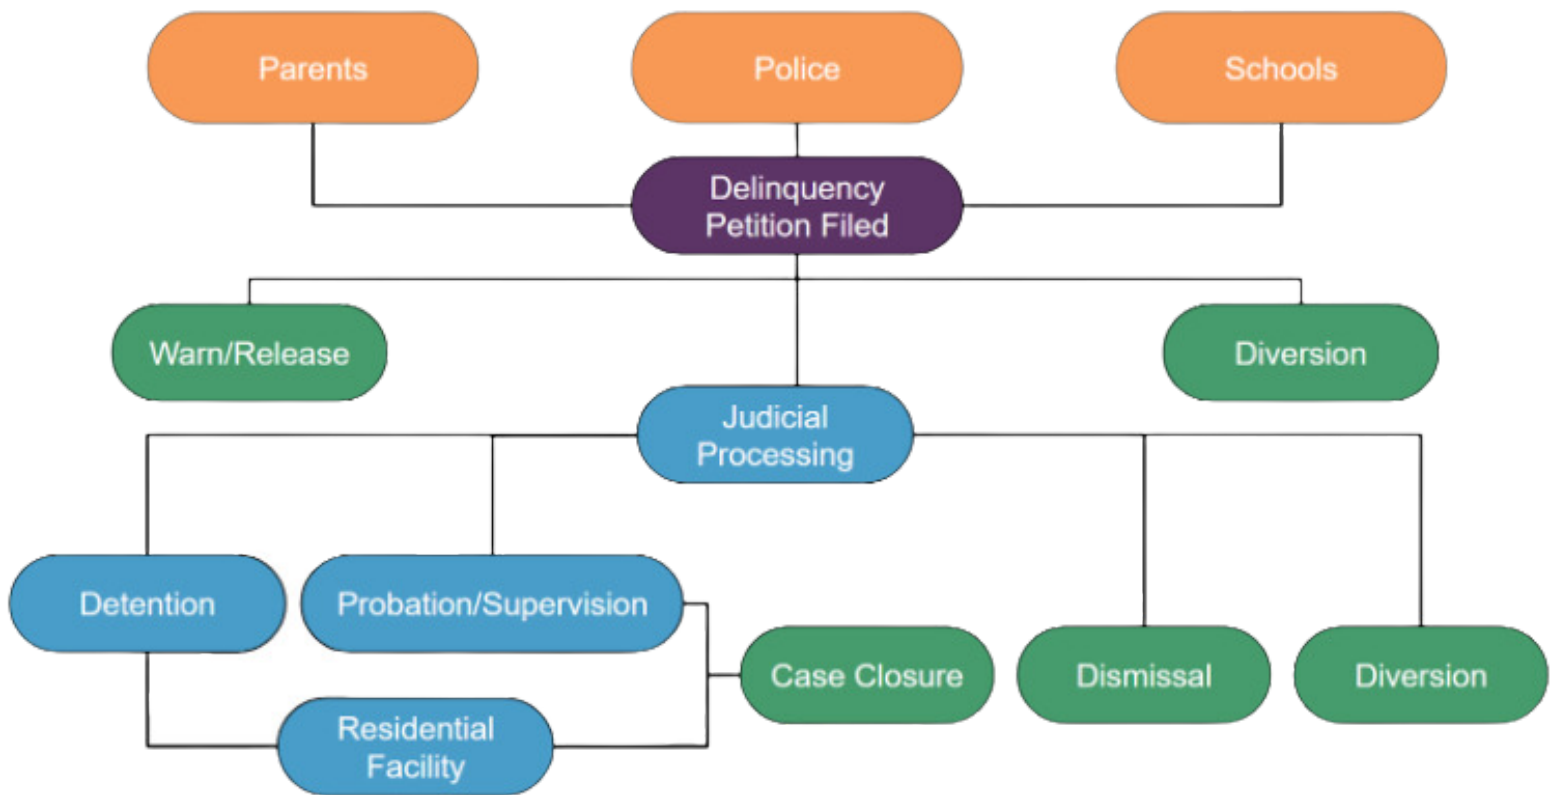 Parents
Police
Schools
Delinquency
Petition Filed
Warn/Release
Diversion
Judicial
Processing
Detention
Probation/Supervision
Case Closure
Dismissal
Diversion
Residential
Facility